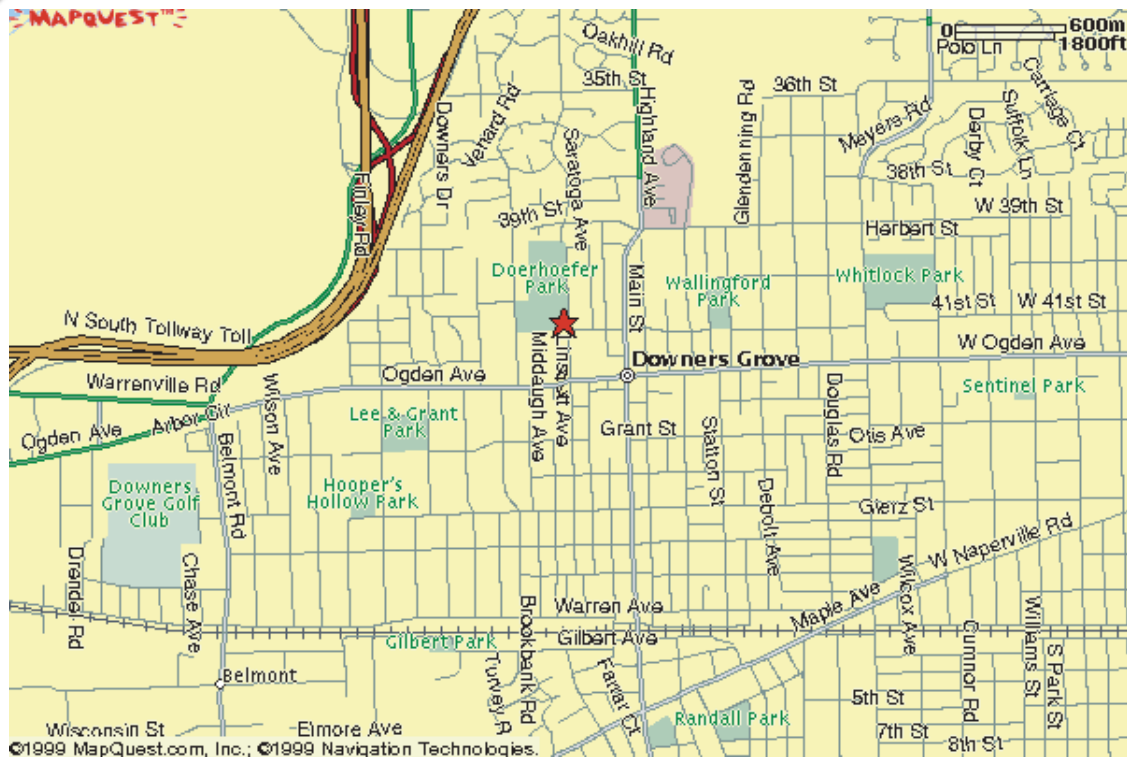 MAPQUEST™
0 600m
1800ft
Polo Ln
Oakhill Rd
35th St
36th St
Carriage Ct
Highland Ave
Glendenning Rd
Meyers Rd
Derby Ct
Suffolk Ln
Downers Dr
Venard Rd
Saratoga Ave
38th St
Finley Rd
39th St
W 39th St
Herbert St
Doerhoefer
Park
Main St
Wallingford
Park
Whitlock Park
41st St
W 41st St
N South Tollway Toll
Middaugh Ave
Linscott Ave
Downers Grove
W Ogden Ave
Warrenville Rd
Wilson Ave
Ogden Ave
Sentinel Park
Ogden Ave
Arbor Cir
Lee & Grant
Park
Grant St
Statton St
Douglas Rd
Otis Ave
Belmont Rd
Downers
Grove Golf
Club
Hooper's
Hollow Park
Debolt Ave
Gierz St
W Naperville Rd
Drendel Rd
Chase Ave
Brookbank Rd
Warren Ave
Maple Ave
Wilcox Ave
Gilbert Park
Gilbert Ave
Williams St
Cumnor Rd
S Park St
Belmont
Turvey R
Fairmt Ct
5th St
Randall Park
Wisconsin St
Elmore Ave
7th St
8th St
©1999 MapQuest.com, Inc.; ©1999 Navigation Technologies.